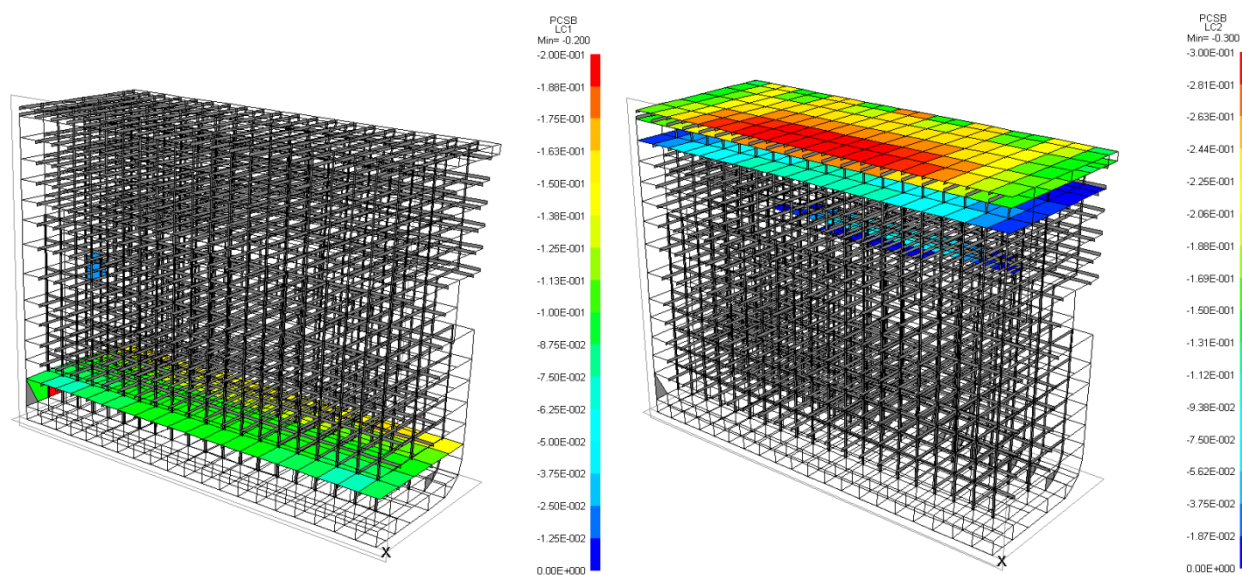 PCSB
LC1
Min= -0.200
-2.00E-001
-1.88E-001
-1.75E-001
-1.63E-001
-1.50E-001
-1.38E-001
-1.25E-001
-1.13E-001
-1.00E-001
-8.75E-002
-7.50E-002
-6.25E-002
-5.00E-002
-3.75E-002
-2.50E-002
-1.25E-002
0.00E+000
X
PCSB
LC2
Min= -0.300
-3.00E-001
-2.81E-001
-2.63E-001
-2.44E-001
-2.25E-001
-2.06E-001
-1.88E-001
-1.69E-001
-1.50E-001
-1.31E-001
-1.12E-001
-9.38E-002
-7.50E-002
-5.62E-002
-3.75E-002
-1.87E-002
0.00E+000
X